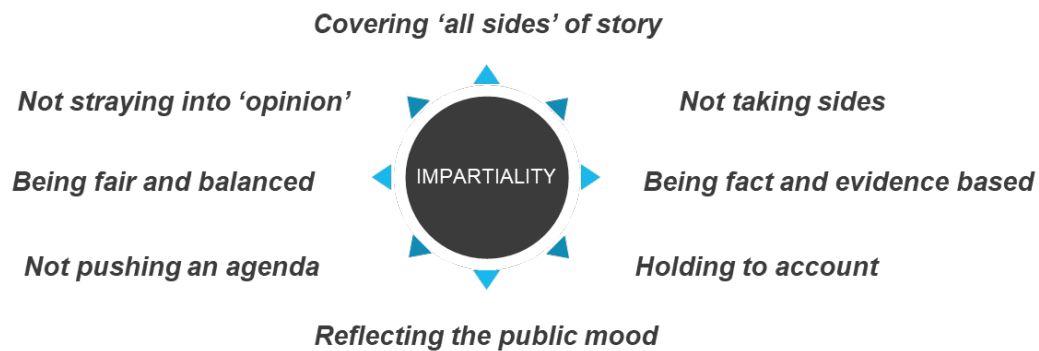 Covering ‘all sides’ of story
Not straying into ‘opinion’
Not taking sides
Being fair and balanced
IMPARTIALITY
Being fact and evidence based
Not pushing an agenda
Holding to account
Reflecting the public mood